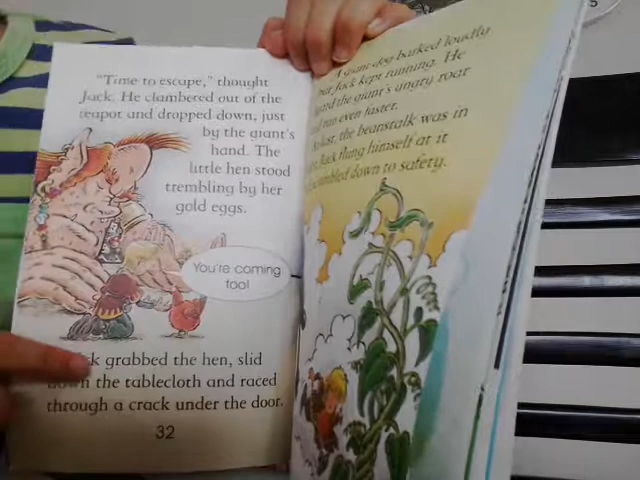 "Time to escape," thought
Jack. He clambered out of the
teapot and dropped down, just
by the giant's
hand. The
little hen stood
trembling by her
gold eggs.
You're coming
too!
grabbed the hen, slid
down the tablecloth and raced
through a crack under the door.
32
A giant dog barked loudly
but Jack kept running. He
heard the giant's angry roar
and ran even faster.
At last, the beanstalk was in
Jack flung himself at it
scrambled down to safety.